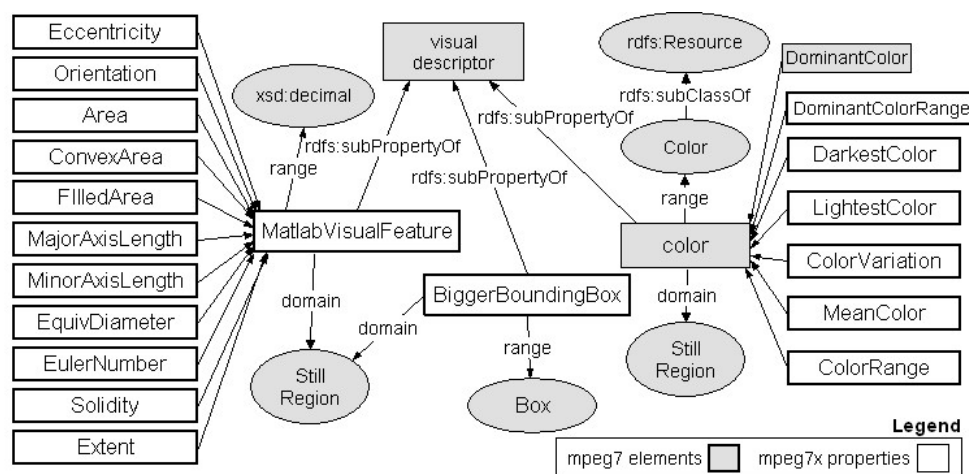 Eccentricity
Orientation
Area
ConvexArea
FIlledArea
MajorAxisLength
MinorAxisLength
EquivDiameter
EulerNumber
Solidity
Extent
xsd:decimal
range
MatlabVisualFeature
domain
Still
Region
visual
descriptor
rdfs:subPropertyOf
rdfs:subPropertyOf
rdfs:subPropertyOf
BiggerBoundingBox
domain
range
Box
rdfs:Resource
rdfs:subClassOf
Color
range
color
domain
Still
Region
DominantColor
DominantColorRange
DarkestColor
LightestColor
ColorVariation
MeanColor
ColorRange
Legend
mpeg7 elements
mpeg7x properties